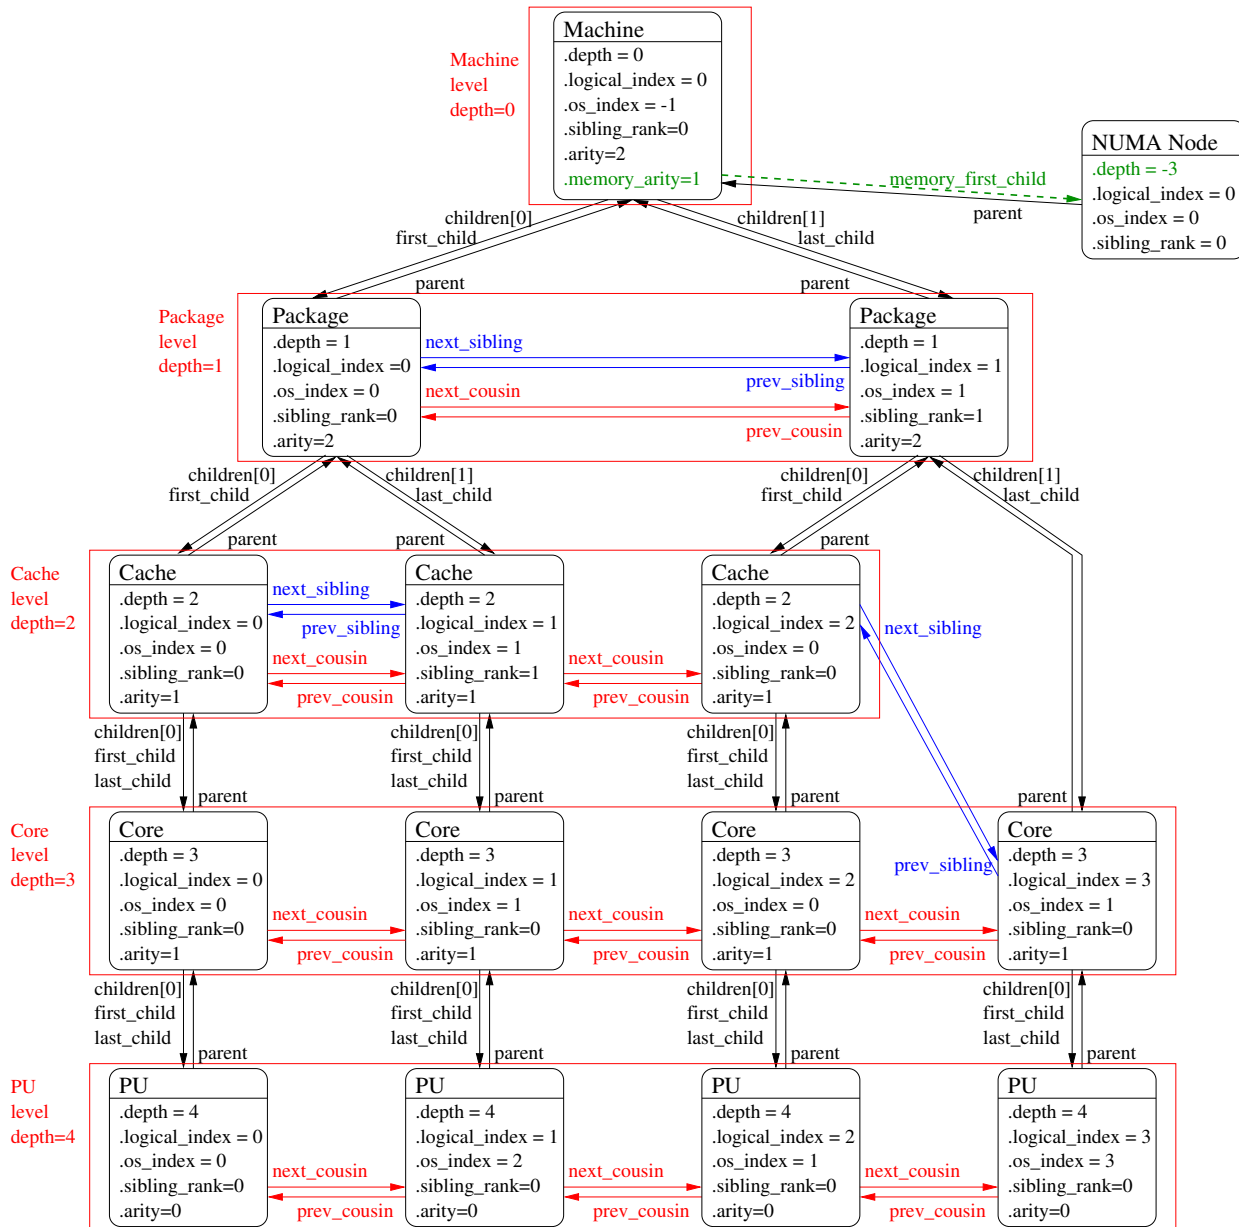 Machine
.depth = 0
.logical_index = 0
.os_index = -1
.sibling_rank=0
.arity=2
.memory_arity=1
Machine
level
depth=0
NUMA Node
.depth = -3
.logical_index = 0
.os_index = 0
.sibling_rank = 0
memory_first_child
parent
children[0]
first_child
children[1]
last_child
parent
parent
Package
level
depth=1
Package
.depth = 1
.logical_index =0
.os_index = 0
.sibling_rank=0
.arity=2
next_sibling
prev_sibling
next_cousin
prev_cousin
Package
.depth = 1
.logical_index = 1
.os_index = 1
.sibling_rank=1
.arity=2
children[0]
first_child
children[1]
last_child
children[0]
first_child
children[1]
last_child
parent
parent
parent
Cache
level
depth=2
Cache
.depth = 2
.logical_index = 0
.os_index = 0
.sibling_rank=0
.arity=1
next_sibling
prev_sibling
next_cousin
prev_cousin
Cache
.depth = 2
.logical_index = 1
.os_index = 1
.sibling_rank=1
.arity=1
next_cousin
prev_cousin
Cache
.depth = 2
.logical_index = 2
.os_index = 0
.sibling_rank=0
.arity=1
next_sibling
prev_sibling
children[0]
first_child
last_child
parent
children[0]
first_child
last_child
parent
children[0]
first_child
last_child
parent
parent
Core
level
depth=3
Core
.depth = 3
.logical_index = 0
.os_index = 0
.sibling_rank=0
.arity=1
next_cousin
prev_cousin
Core
.depth = 3
.logical_index = 1
.os_index = 1
.sibling_rank=0
.arity=1
next_cousin
prev_cousin
Core
.depth = 3
.logical_index = 2
.os_index = 0
.sibling_rank=0
.arity=1
next_cousin
prev_cousin
Core
.depth = 3
.logical_index = 3
.os_index = 1
.sibling_rank=0
.arity=1
children[0]
first_child
last_child
parent
children[0]
first_child
last_child
parent
children[0]
first_child
last_child
parent
children[0]
first_child
last_child
parent
PU
level
depth=4
PU
.depth = 4
.logical_index = 0
.os_index = 0
.sibling_rank=0
.arity=0
next_cousin
prev_cousin
PU
.depth = 4
.logical_index = 1
.os_index = 2
.sibling_rank=0
.arity=0
next_cousin
prev_cousin
PU
.depth = 4
.logical_index = 2
.os_index = 1
.sibling_rank=0
.arity=0
next_cousin
prev_cousin
PU
.depth = 4
.logical_index = 3
.os_index = 3
.sibling_rank=0
.arity=0